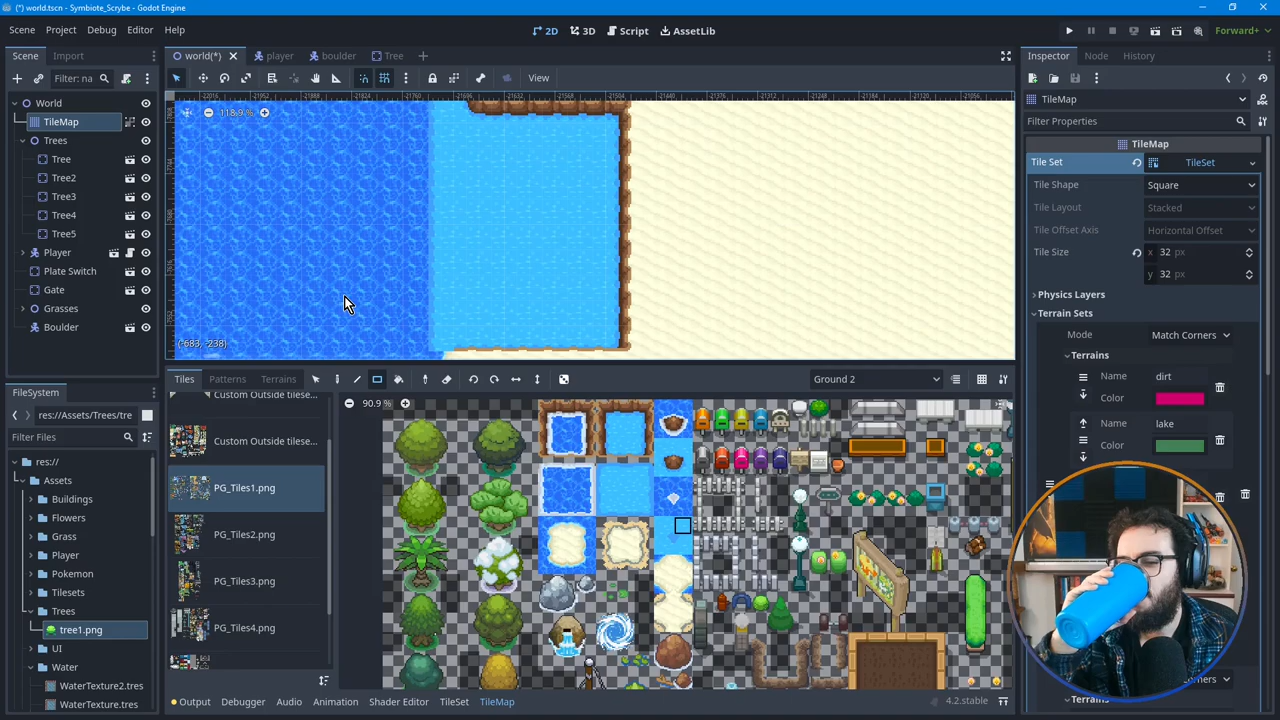 (*) world.tscn - Symbiote_Scrybe - Godot Engine
Scene Project Debug Editor Help
2D 3D Script AssetLib
Forward+
Scene Import
world(*) player boulder Tree
Inspector Node History
Filter: na
View
TileMap
Filter Properties
World
TileMap
Trees
Tree
Tree2
Tree3
Tree4
Tree5
Player
Plate Switch
Gate
Grasses
Boulder
118.9 %
(-683, -238)
TileMap
Tile Set TileSet
Tile Shape Square
Tile Layout Stacked
Tile Offset Axis Horizontal Offset
Tile Size x 32 px
y 32 px
Physics Layers
Terrain Sets
Mode Match Corners
Terrains
Name dirt
Color
Name lake
Color
Terrains
FileSystem
res://Assets/Trees/tre
Filter Files
res://
Assets
Buildings
Flowers
Grass
Player
Pokemon
Tilesets
Trees
tree1.png
UI
Water
WaterTexture2.tres
WaterTexture.tres
Tiles Patterns Terrains
Ground 2
90.9 %
Custom Outside tilese...
Custom Outside tilese...
PG_Tiles1.png
PG_Tiles2.png
PG_Tiles3.png
PG_Tiles4.png
Output Debugger Audio Animation Shader Editor TileSet TileMap
4.2.stable